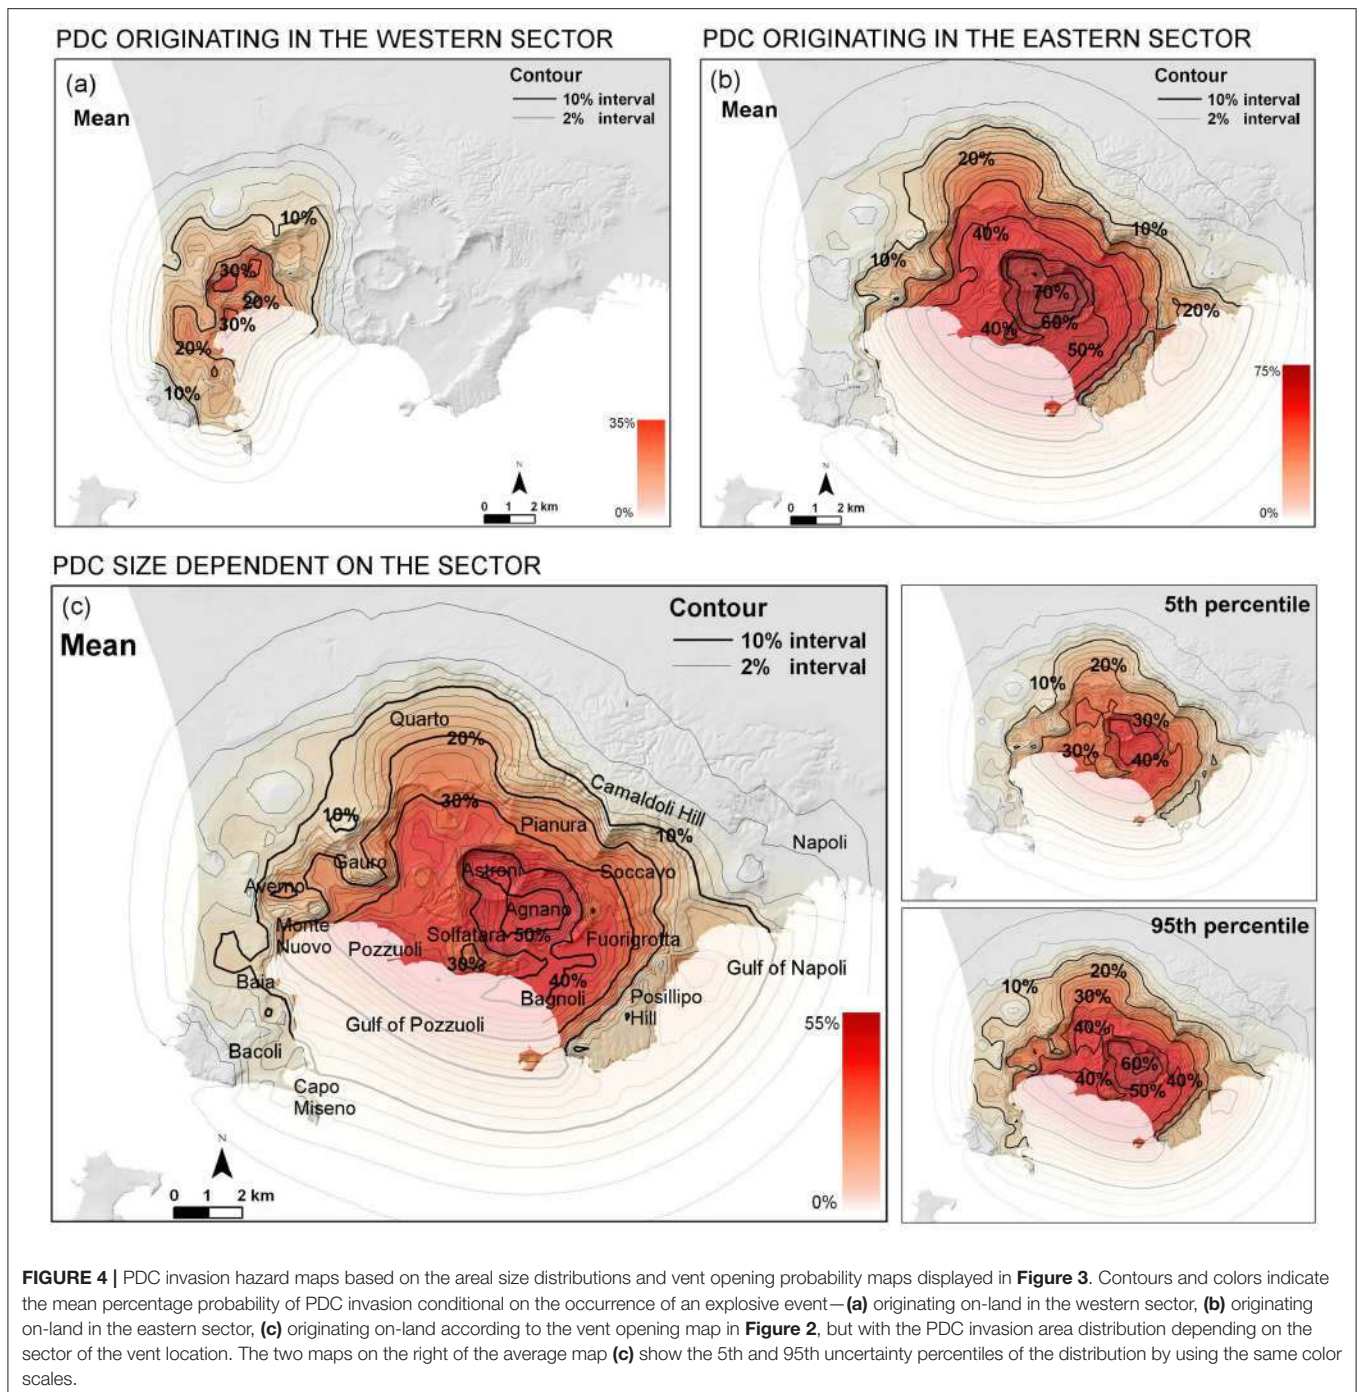 PDC ORIGINATING IN THE WESTERN SECTOR
(a)
Mean
Contour
10% interval
2% interval
10%
30%
20%
30%
20%
10%
35%
0%
N
0 1 2 km
PDC ORIGINATING IN THE EASTERN SECTOR
(b)
Mean
Contour
10% interval
2% interval
20%
10%
40%
10%
70%
20%
60%
40%
50%
75%
0%
N
0 1 2 km
PDC SIZE DEPENDENT ON THE SECTOR
(c)
Mean
Contour
10% interval
2% interval
Quarto
20%
Camaldoli Hill
30%
10%
Pianura
10%
Napoli
Gauro
Astroni
Soccavo
Averno
Agnano
Monte
Nuovo
Pozzuoli
Solfatara
50%
Fuorigrotta
30%
Gulf of Napoli
Baia
40%
Bagnoli
Posillipo
Hill
Gulf of Pozzuoli
Bacoli
Capo
Miseno
55%
0%
N
0 1 2 km
5th percentile
20%
10%
30%
30%
40%
95th percentile
20%
10%
30%
40%
60%
40%
40%
50%
FIGURE 4 | PDC invasion hazard maps based on the areal size distributions and vent opening probability maps displayed in Figure 3. Contours and colors indicate
the mean percentage probability of PDC invasion conditional on the occurrence of an explosive event—(a) originating on-land in the western sector, (b) originating
on-land in the eastern sector, (c) originating on-land according to the vent opening map in Figure 2, but with the PDC invasion area distribution depending on the
sector of the vent location. The two maps on the right of the average map (c) show the 5th and 95th uncertainty percentiles of the distribution by using the same color
scales.